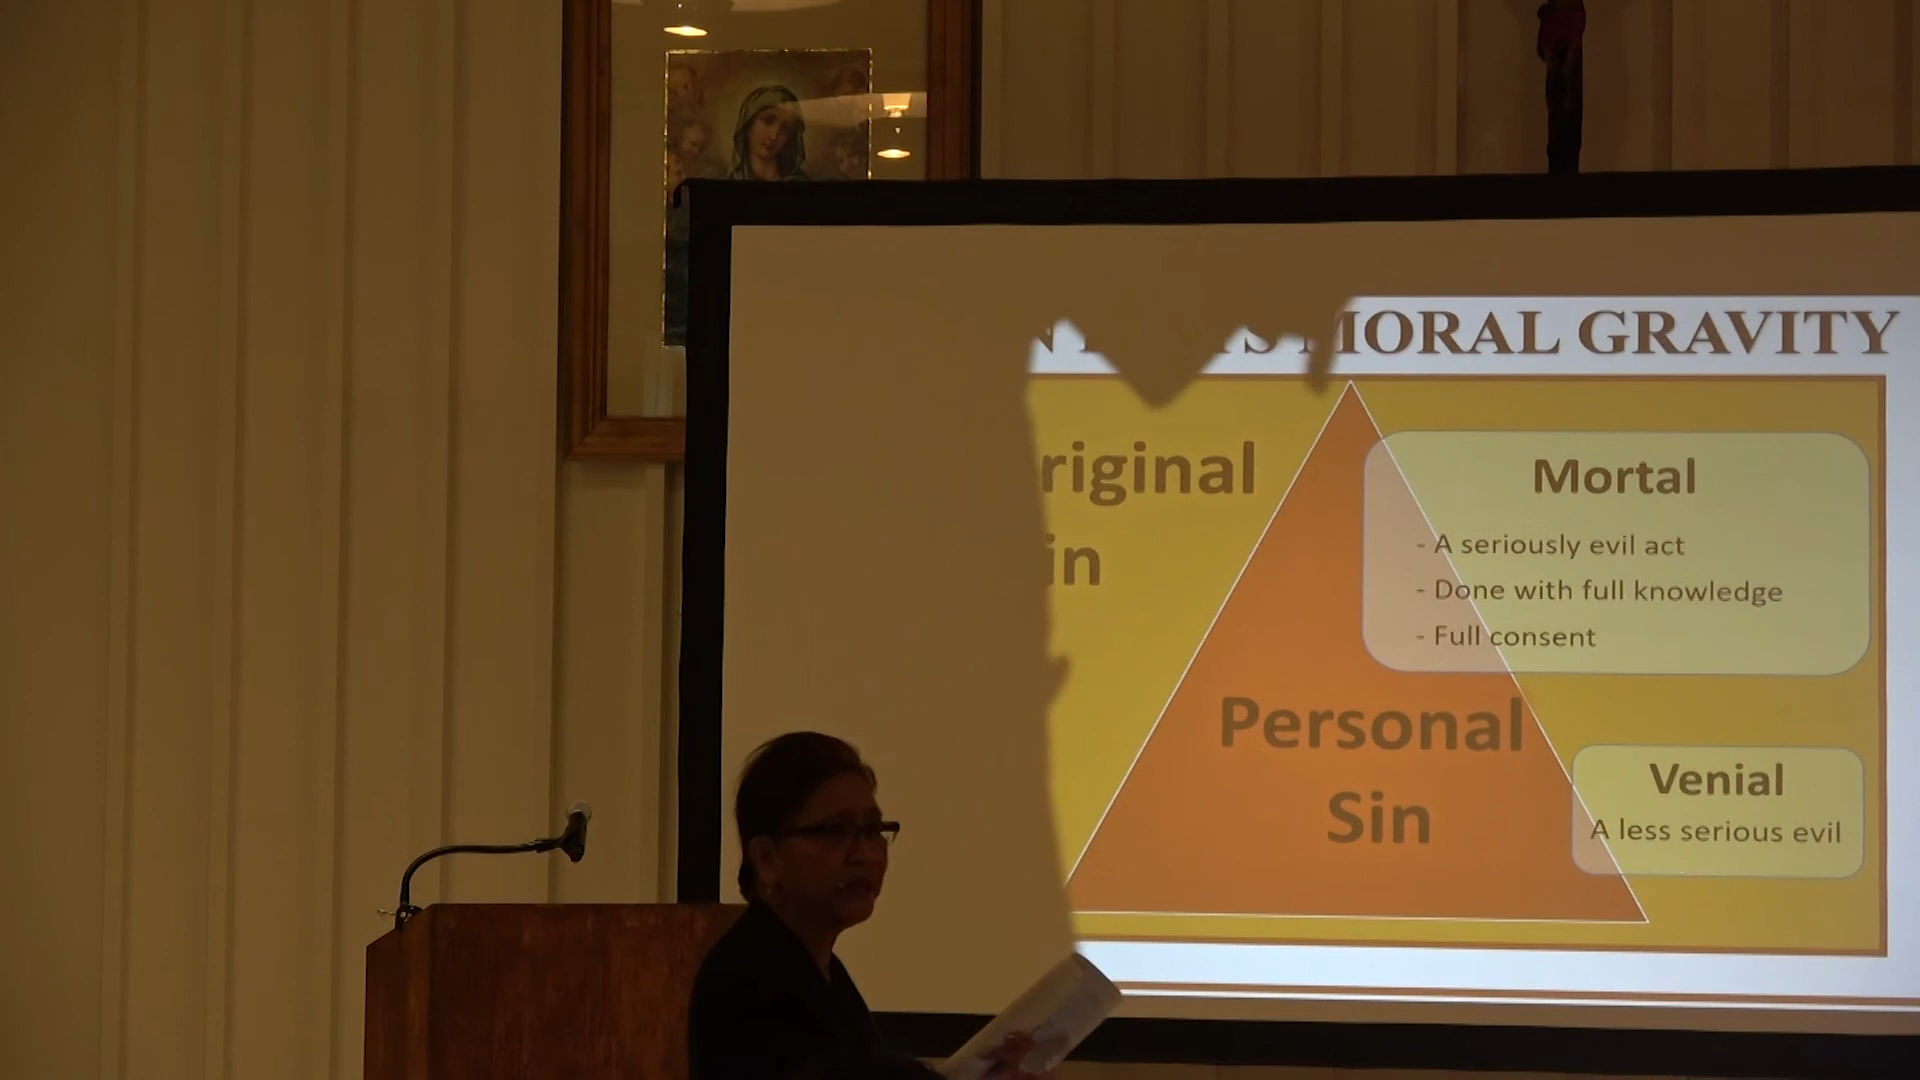 MORAL GRAVITY
riginal
in
Mortal
- A seriously evil act
- Done with full knowledge
- Full consent
Personal
Sin
Venial
A less serious evil